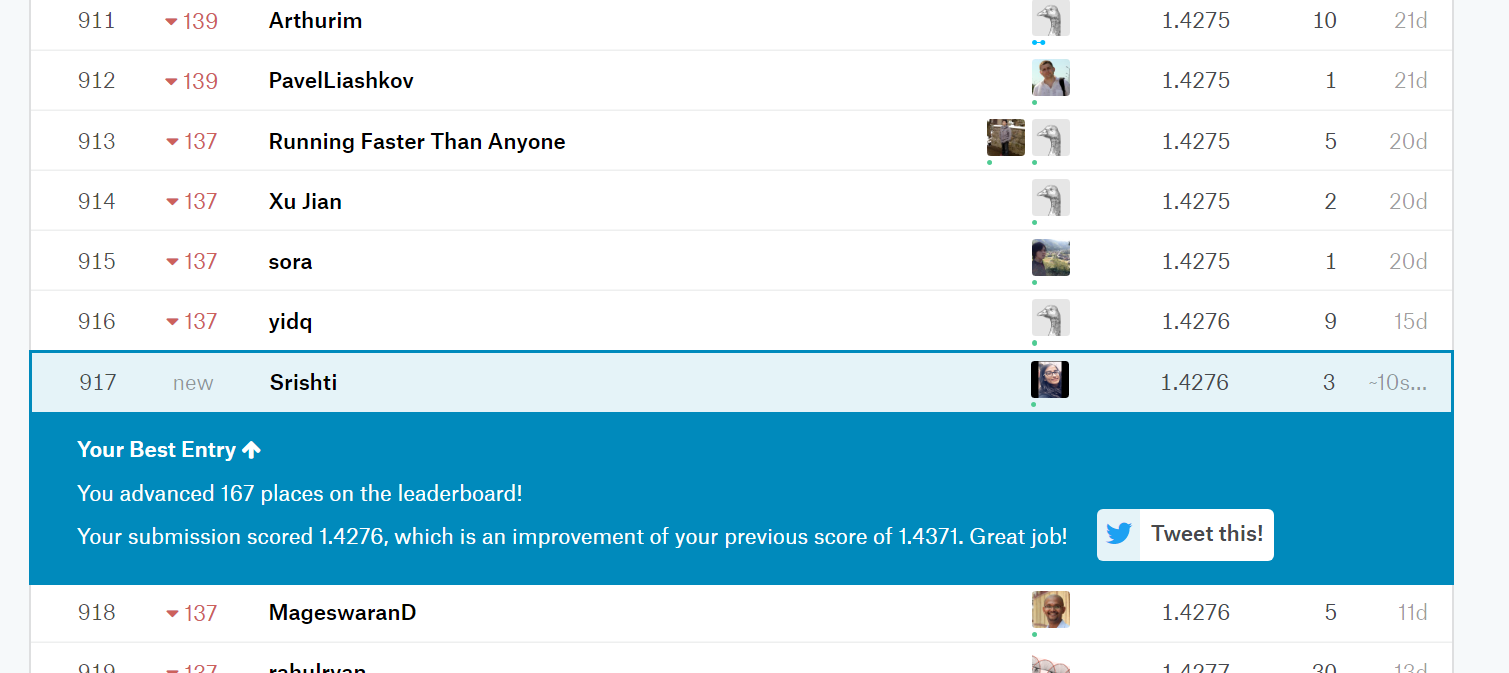 911 139 Arthurim 1.4275 10 21d
912 139 PavelLiashkov 1.4275 1 21d
913 137 Running Faster Than Anyone 1.4275 5 20d
914 137 Xu Jian 1.4275 2 20d
915 137 sora 1.4275 1 20d
916 137 yidq 1.4276 9 15d
917 new Srishti 1.4276 3 ~10s...
Your Best Entry
You advanced 167 places on the leaderboard!
Your submission scored 1.4276, which is an improvement of your previous score of 1.4371. Great job!
Tweet this!
918 137 MageswaranD 1.4276 5 11d
919 137 rahulryan 1.4277 30 13d